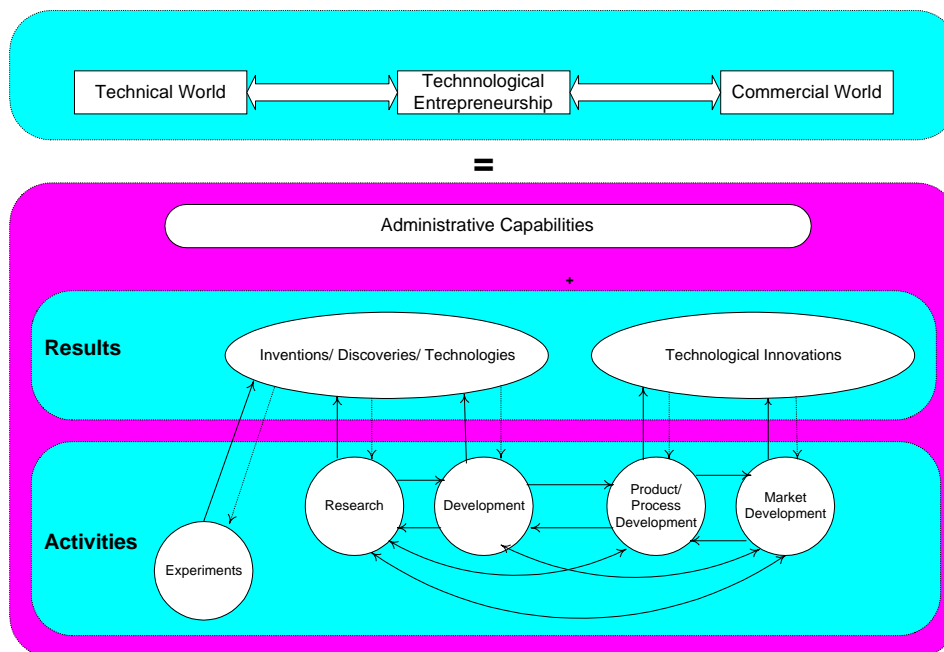 Technical World
Technnological
Entrepreneurship
Commercial World
=
Administrative Capabilities
+
Results
Inventions/ Discoveries/ Technologies
Technological Innovations
Activities
Experiments
Research
Development
Product/
Process
Development
Market
Development